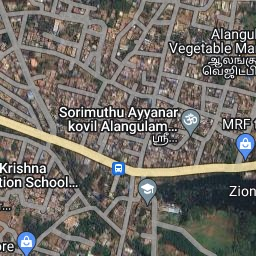 Alangul
Vegetable Ma
ஆலங்கு
வெஜிடபி
Sorimuthu Ayyanar
kovil Alangulam...
ஸ்ரீ...
MRF
Krishna
tion School...
Zion
ore